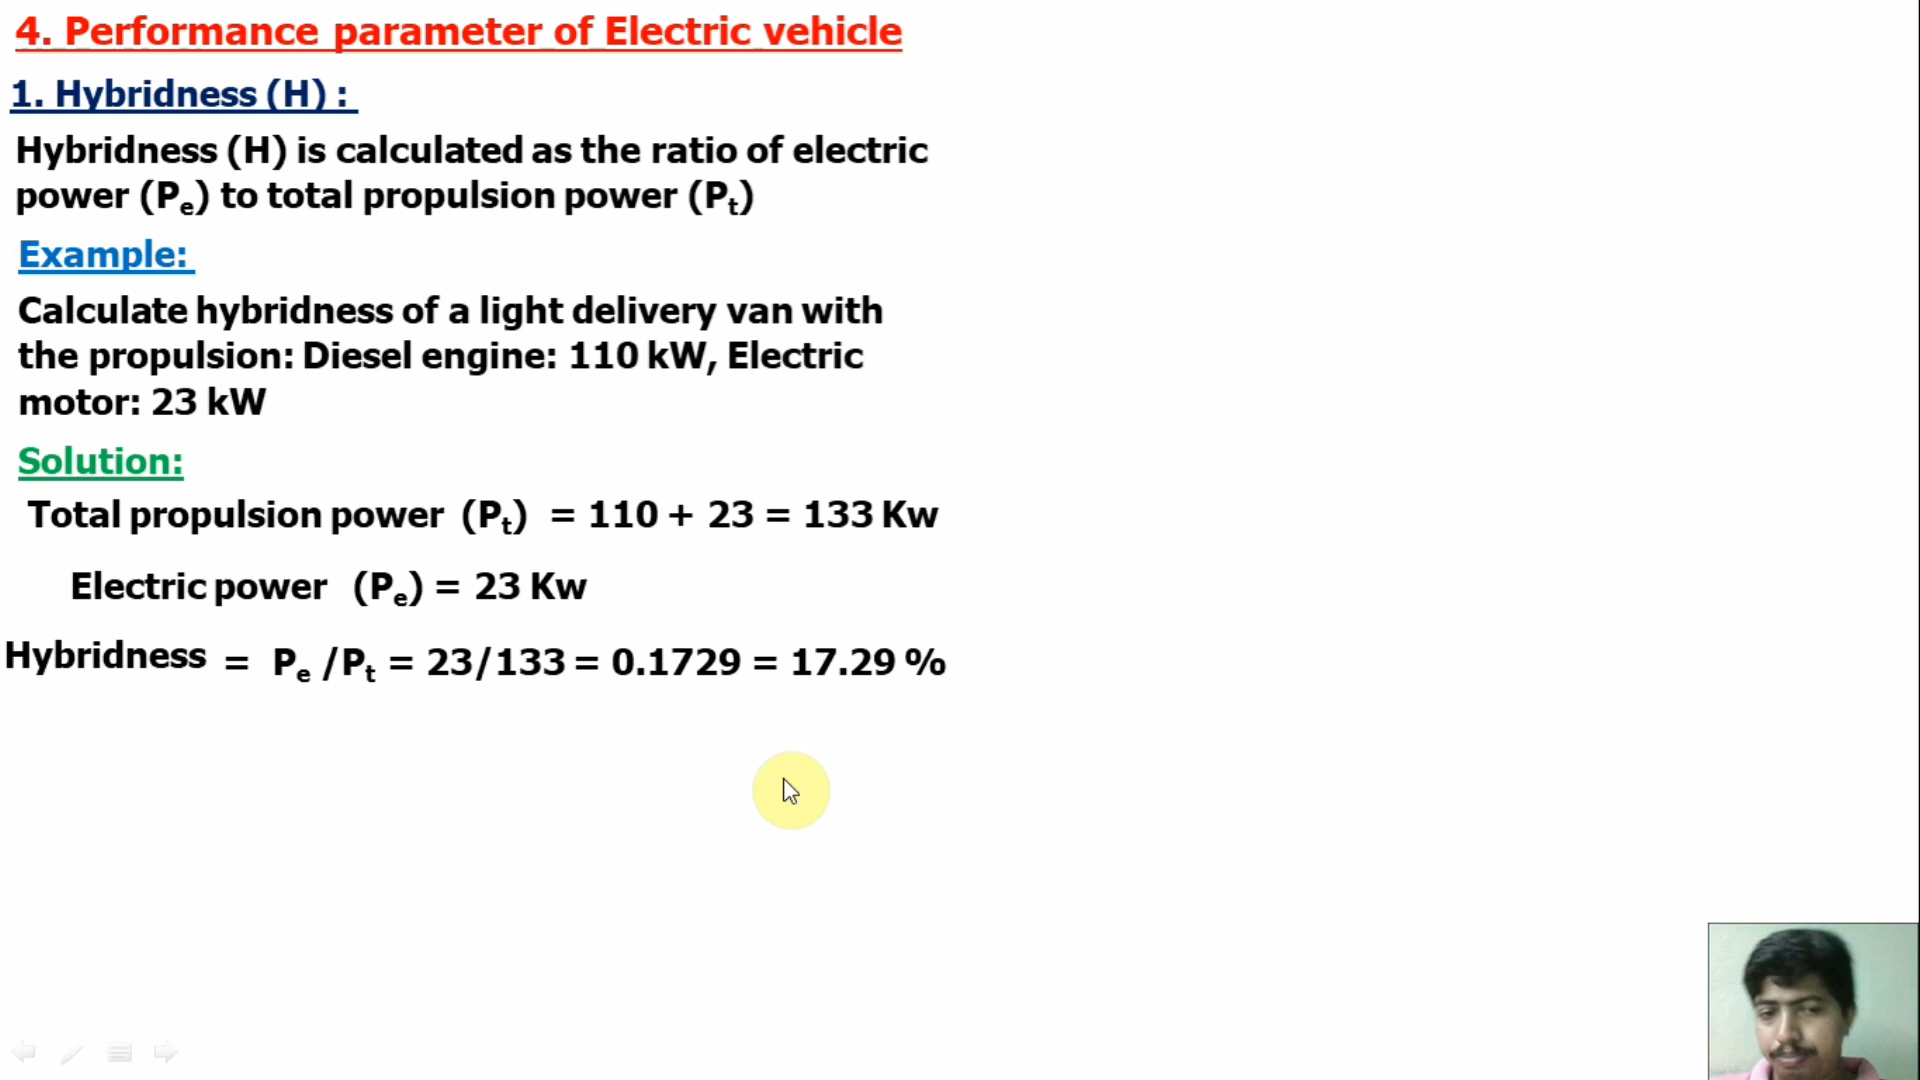 4. Performance parameter of Electric vehicle
1. Hybridness (H) :
Hybridness (H) is calculated as the ratio of electric
power (Pe) to total propulsion power (Pt)
Example:
Calculate hybridness of a light delivery van with
the propulsion: Diesel engine: 110 kW, Electric
motor: 23 kW
Solution:
Total propulsion power (Pt) = 110 + 23 = 133 Kw
Electric power (Pe) = 23 Kw
Hybridness = Pe /Pt = 23/133 = 0.1729 = 17.29 %